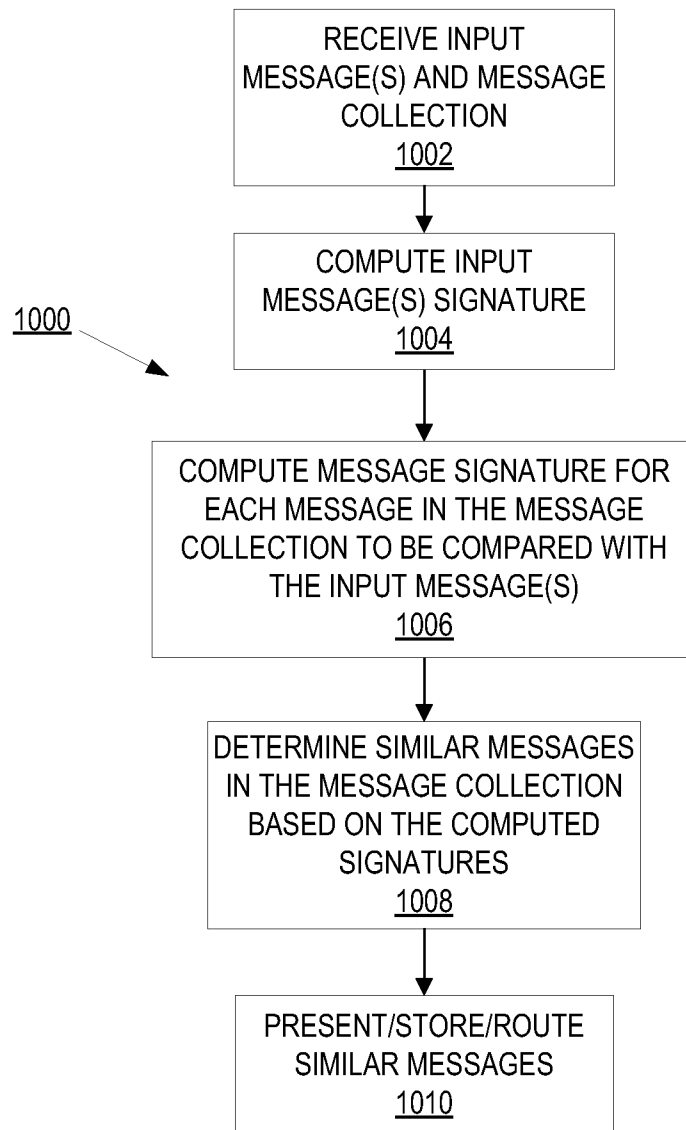 RECEIVE INPUT
MESSAGE(S) AND MESSAGE
COLLECTION
1002
COMPUTE INPUT
MESSAGE(S) SIGNATURE
1004
1000
COMPUTE MESSAGE SIGNATURE FOR
EACH MESSAGE IN THE MESSAGE
COLLECTION TO BE COMPARED WITH
THE INPUT MESSAGE(S)
1006
DETERMINE SIMILAR MESSAGES
IN THE MESSAGE COLLECTION
BASED ON THE COMPUTED
SIGNATURES
1008
PRESENT/STORE/ROUTE
SIMILAR MESSAGES
1010